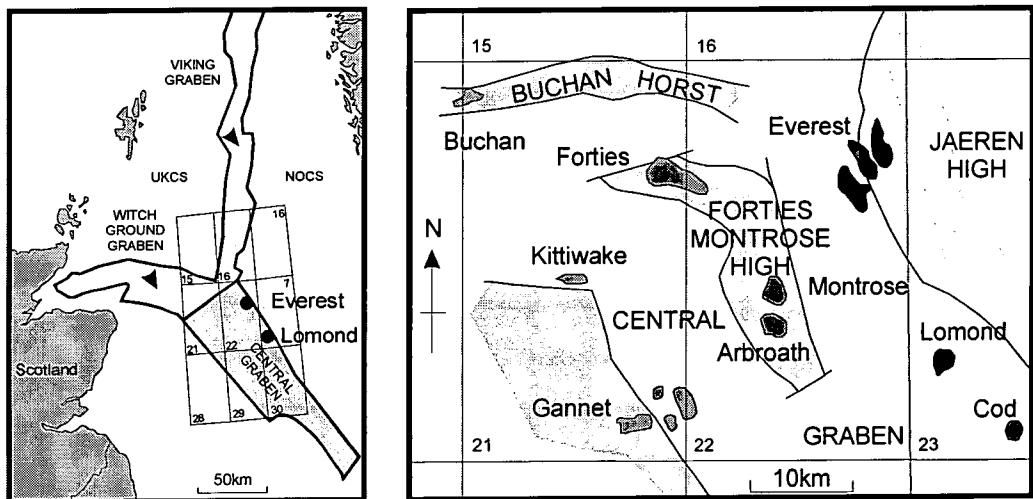 VIKING
GRABEN
UKCS
NOCS
WITCH
GROUND
GRABEN
16
15
16
7
Everest
Lomond
21
22
CENTRAL
GRABEN
Scotland
28
29
30
50km
15
16
BUCHAN HORST
Buchan
Everest
JAEREN
HIGH
Forties
FORTIES
MONTROSE
HIGH
N
Kittiwake
Montrose
CENTRAL
Arbroath
Lomond
Gannet
Cod
GRABEN
21
22
23
10km